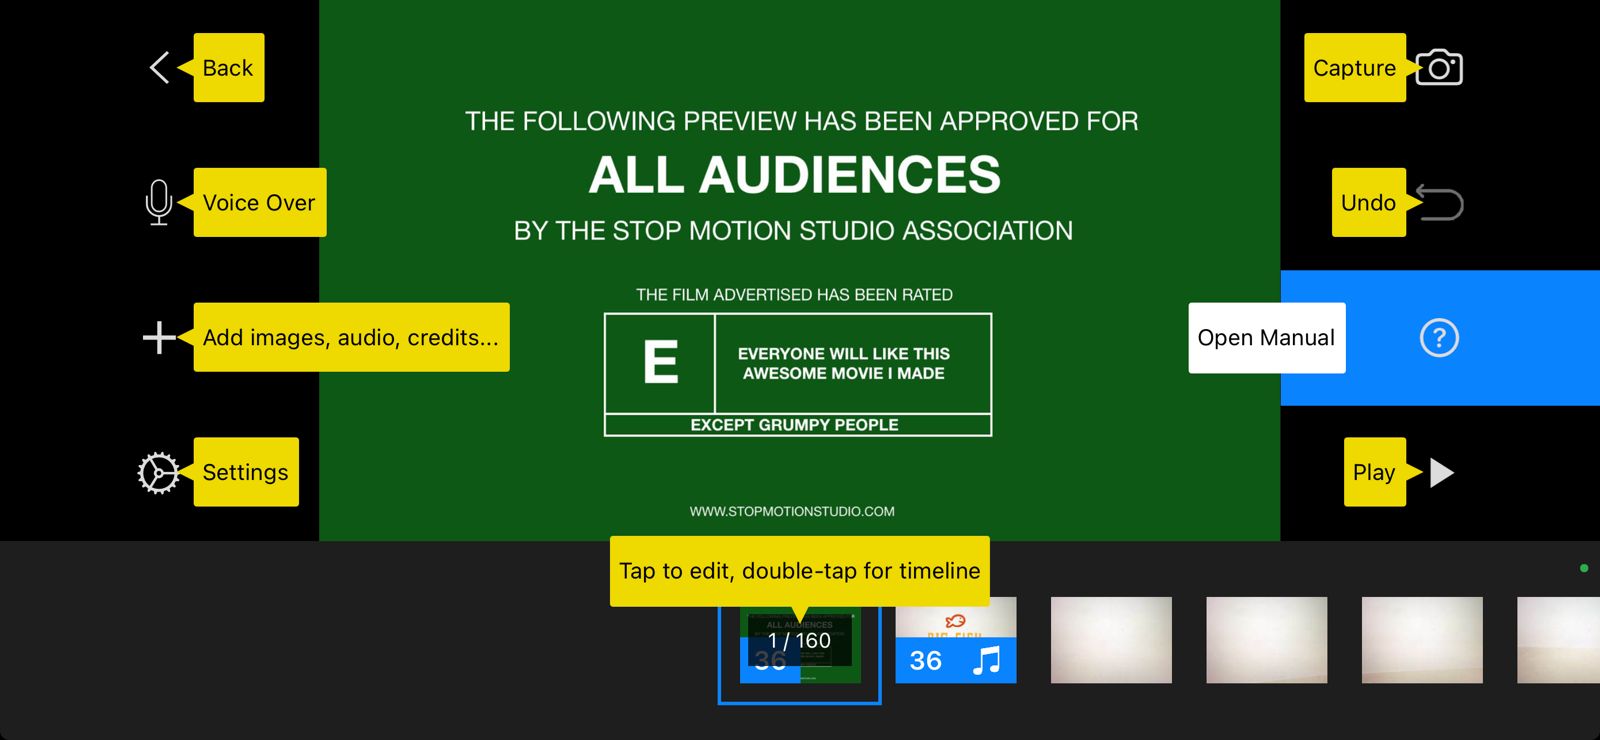 Back
Capture
THE FOLLOWING PREVIEW HAS BEEN APPROVED FOR
ALL AUDIENCES
Voice Over
Undo
BY THE STOP MOTION STUDIO ASSOCIATION
THE FILM ADVERTISED HAS BEEN RATED
Add images, audio, credits...
Open Manual
?
E
EVERYONE WILL LIKE THIS
AWESOME MOVIE I MADE
EXCEPT GRUMPY PEOPLE
Settings
Play
WWW.STOPMOTIONSTUDIO.COM
Tap to edit, double-tap for timeline
ALL AUDIENCES
1 / 160
36
36